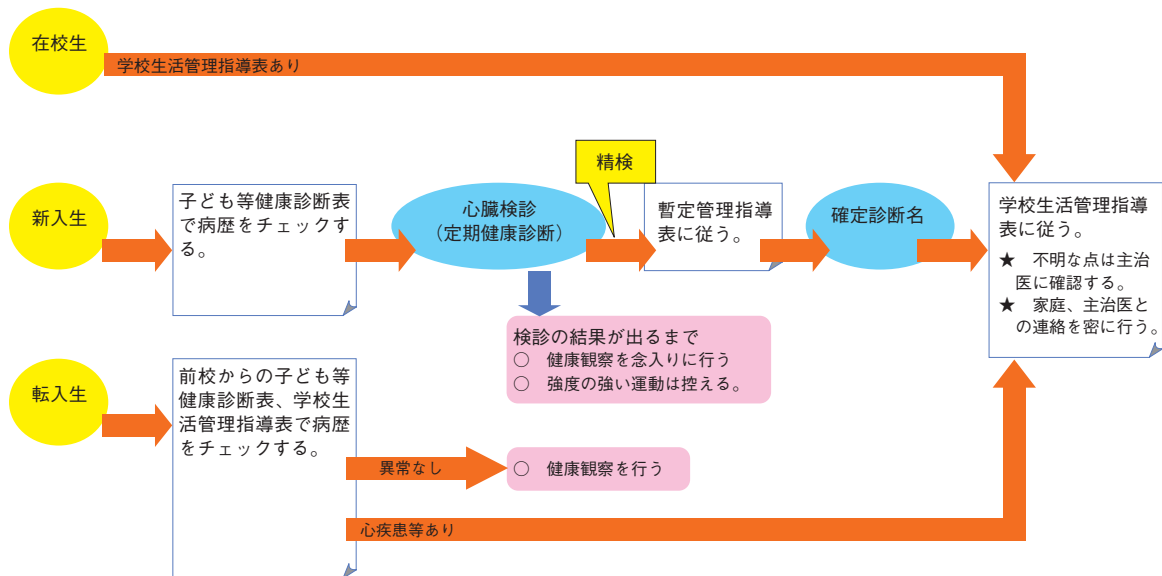 在校生
学校生活管理指導表あり
精検
新入生
子ども等健康診断表
で病歴をチェックす
る。
心臓検診
（定期健康診断）
暫定管理指導
表に従う。
確定診断名
学校生活管理指導
表に従う。
★　不明な点は主治
医に確認する。
★　家庭、主治医と
の連絡を密に行う。
検診の結果が出るまで
○　健康観察を念入りに行う
○　強度の強い運動は控える。
転入生
前校からの子ども等
健康診断表、学校生
活管理指導表で病歴
をチェックする。
異常なし
○　健康観察を行う
心疾患等あり